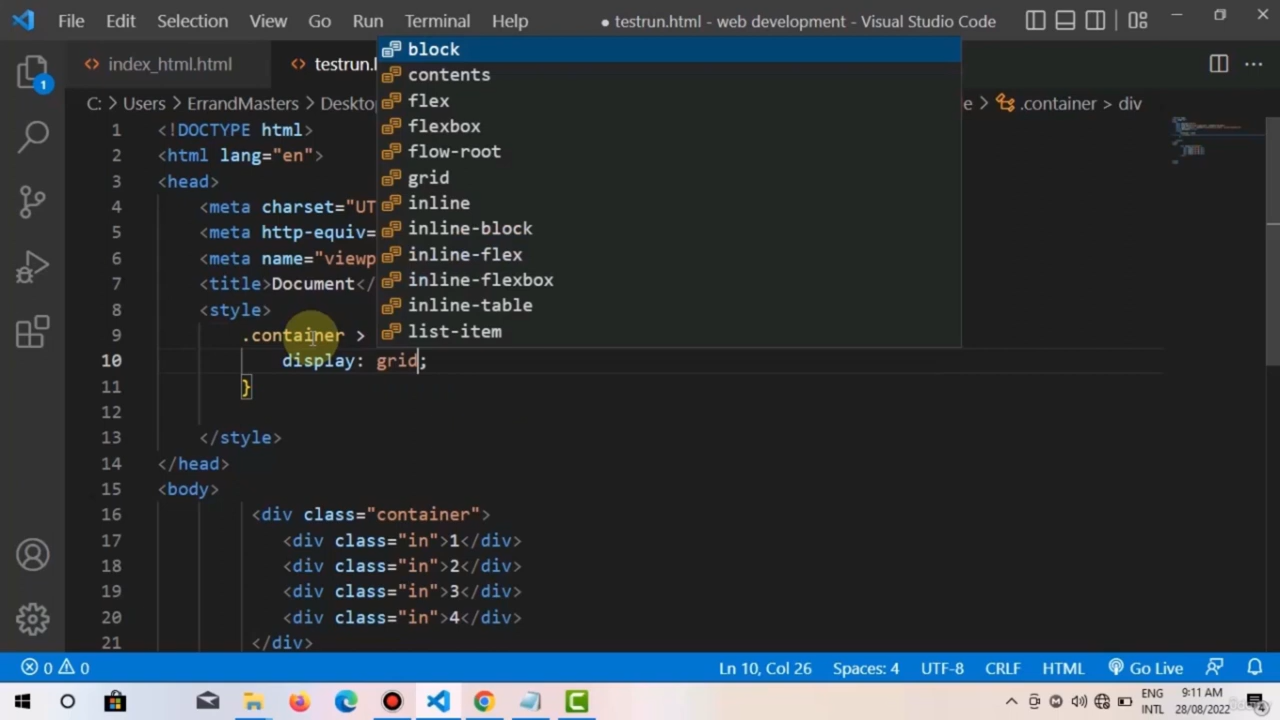 File Edit Selection View Go Run Terminal Help ● testrun.html - web development - Visual Studio Code
index_html.html
testrun.
C: > Users > ErrandMasters > Deskto
e > .container > div
block
contents
flex
flexbox
flow-root
grid
inline
inline-block
inline-flex
inline-flexbox
inline-table
list-item
1 <!DOCTYPE html>
2 <html lang="en">
3 <head>
4 <meta charset="UT
5 <meta http-equiv=
6 <meta name="viewp
7 <title>Document</
8 <style>
9 .container >
10 display: grid;
11 }
12
13 </style>
14 </head>
15 <body>
16 <div class="container">
17 <div class="in">1</div>
18 <div class="in">2</div>
19 <div class="in">3</div>
20 <div class="in">4</div>
21 </div>
1
0 0 Ln 10, Col 26 Spaces: 4 UTF-8 CRLF HTML Go Live
ENG 9:11 AM
INTL 28/08/2022
4